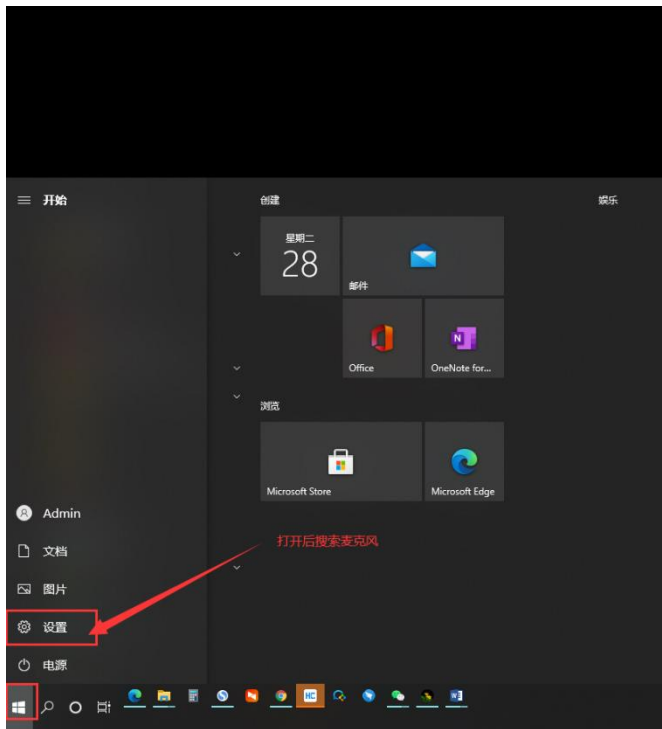 开始
创建
娱乐
星期二
28
邮件
Office
OneNote for...
浏览
Microsoft Store
Microsoft Edge
Admin
打开后搜索麦克风
文档
图片
设置
电源
HC